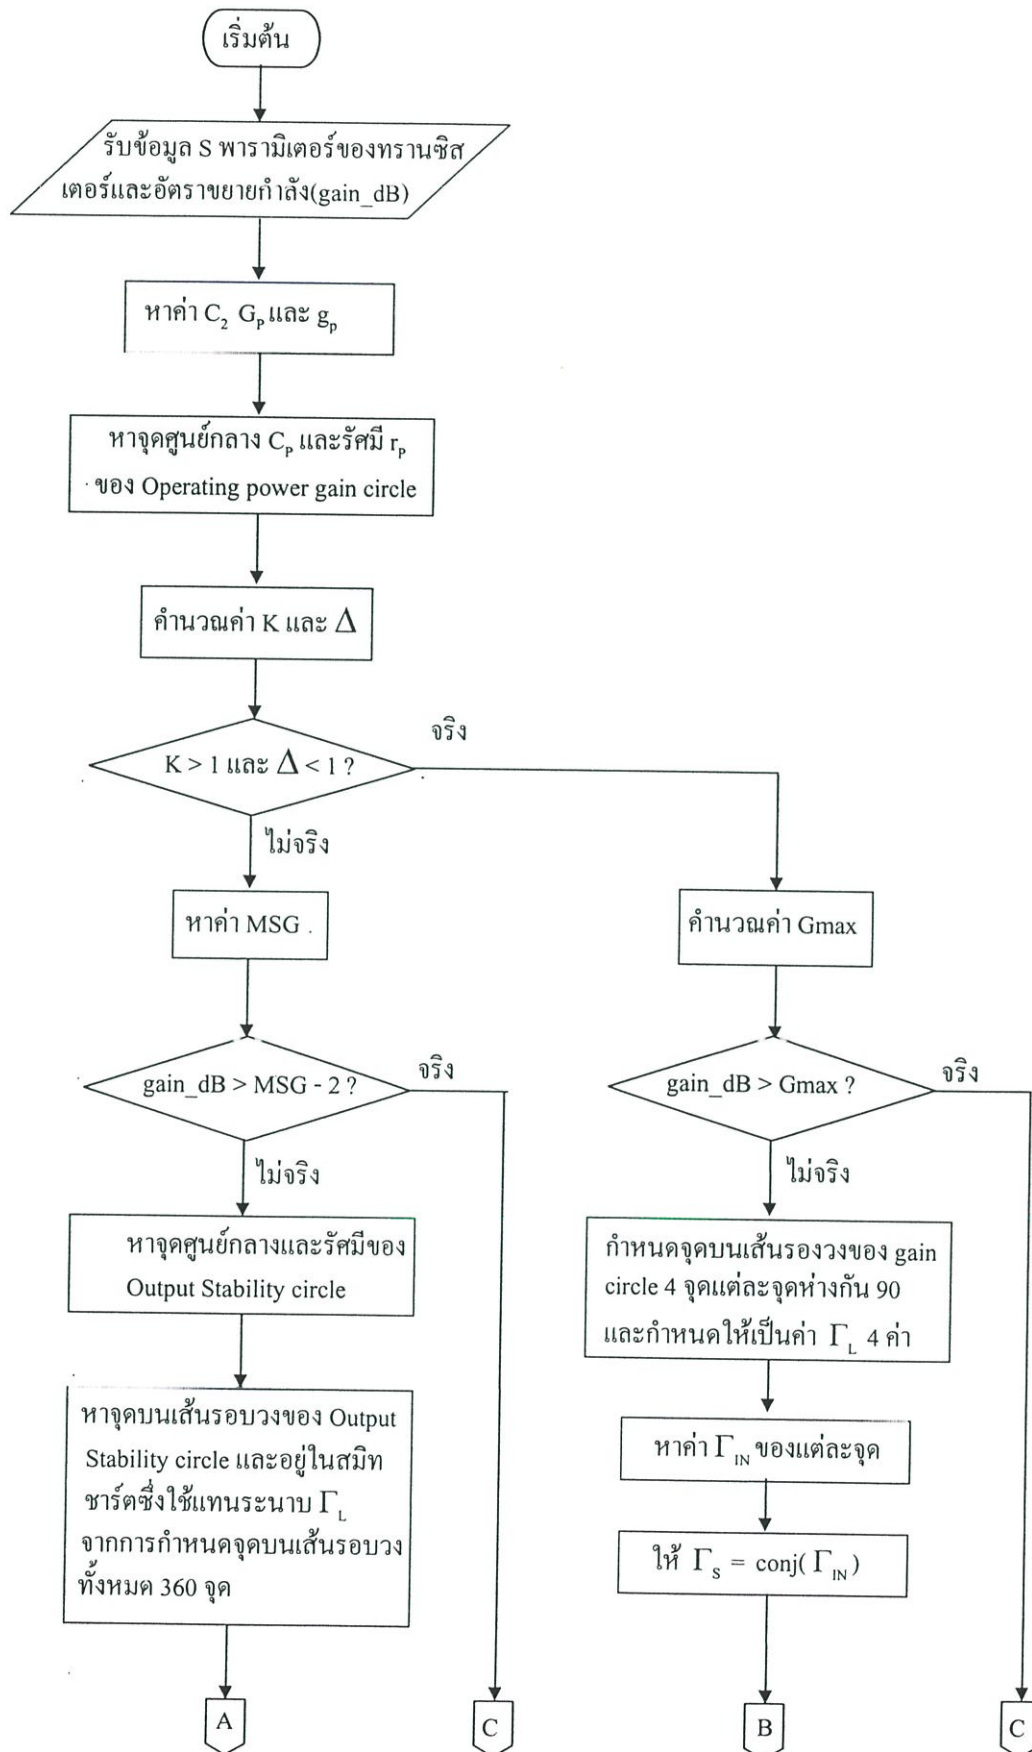 เริ่มต้น
รับข้อมูล S พารามิเตอร์ของทรานซิส
เตอร์และอัตราขยายกำลัง(gain_dB)
หาค่า C₂ G_P และ g_p
หาจุดศูนย์กลาง C_P และรัศมี r_P
ของ Operating power gain circle
คำนวณค่า K และ Δ
K > 1 และ Δ < 1 ?
จริง
ไม่จริง
หาค่า MSG
คำนวณค่า Gmax
gain_dB > MSG - 2 ?
จริง
gain_dB > Gmax ?
จริง
ไม่จริง
ไม่จริง
หาจุดศูนย์กลางและรัศมีของ
Output Stability circle
กำหนดจุดบนเส้นรองวงของ gain
circle 4 จุดแต่ละจุดห่างกัน 90
และกำหนดให้เป็นค่า Γ_L 4 ค่า
หาจุดบนเส้นรอบวงของ Output
Stability circle และอยู่ในสมิท
ชาร์ตซึ่งใช้แทนระนาบ Γ_L
จากการกำหนดจุดบนเส้นรอบวง
ทั้งหมด 360 จุด
หาค่า Γ_IN ของแต่ละจุด
ให้ Γ_S = conj( Γ_IN )
A
C
B
C